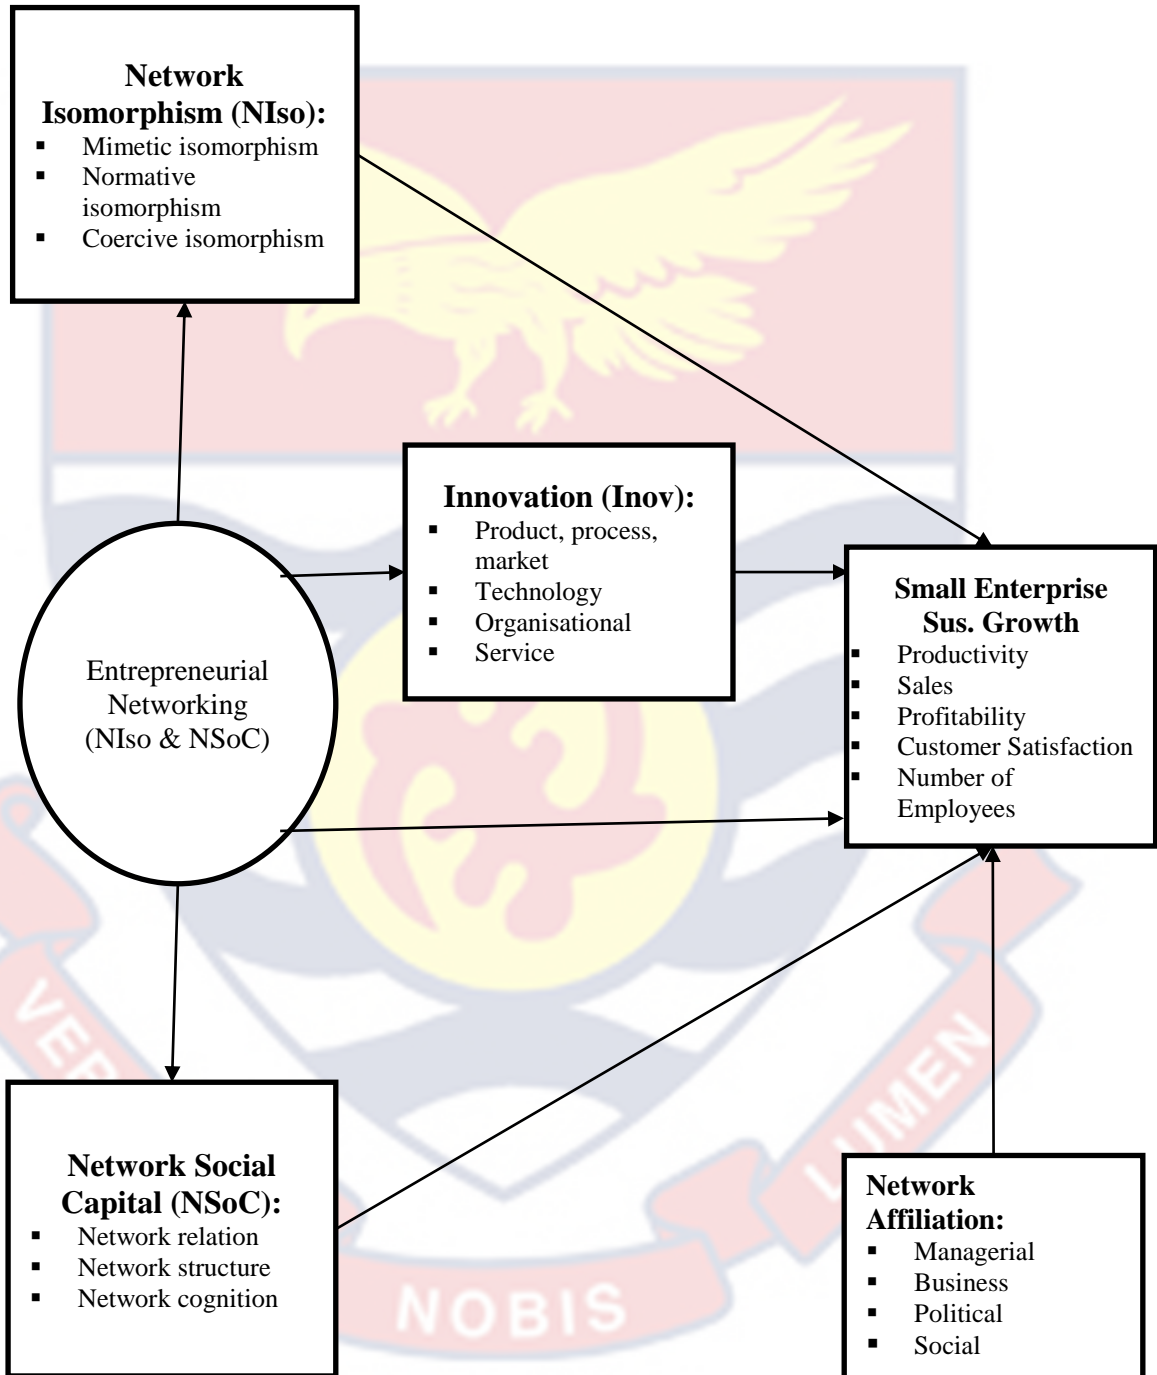 Network
Isomorphism (NIso):
▪ Mimetic isomorphism
▪ Normative
isomorphism
▪ Coercive isomorphism
Innovation (Inov):
▪ Product, process,
market
▪ Technology
▪ Organisational
▪ Service
Entrepreneurial
Networking
(NIso & NSoC)
Small Enterprise
Sus. Growth
▪ Productivity
▪ Sales
▪ Profitability
▪ Customer Satisfaction
▪ Number of
Employees
Network Social
Capital (NSoC):
▪ Network relation
▪ Network structure
▪ Network cognition
Network
Affiliation:
▪ Managerial
▪ Business
▪ Political
▪ Social
NOBIS
LUMEN